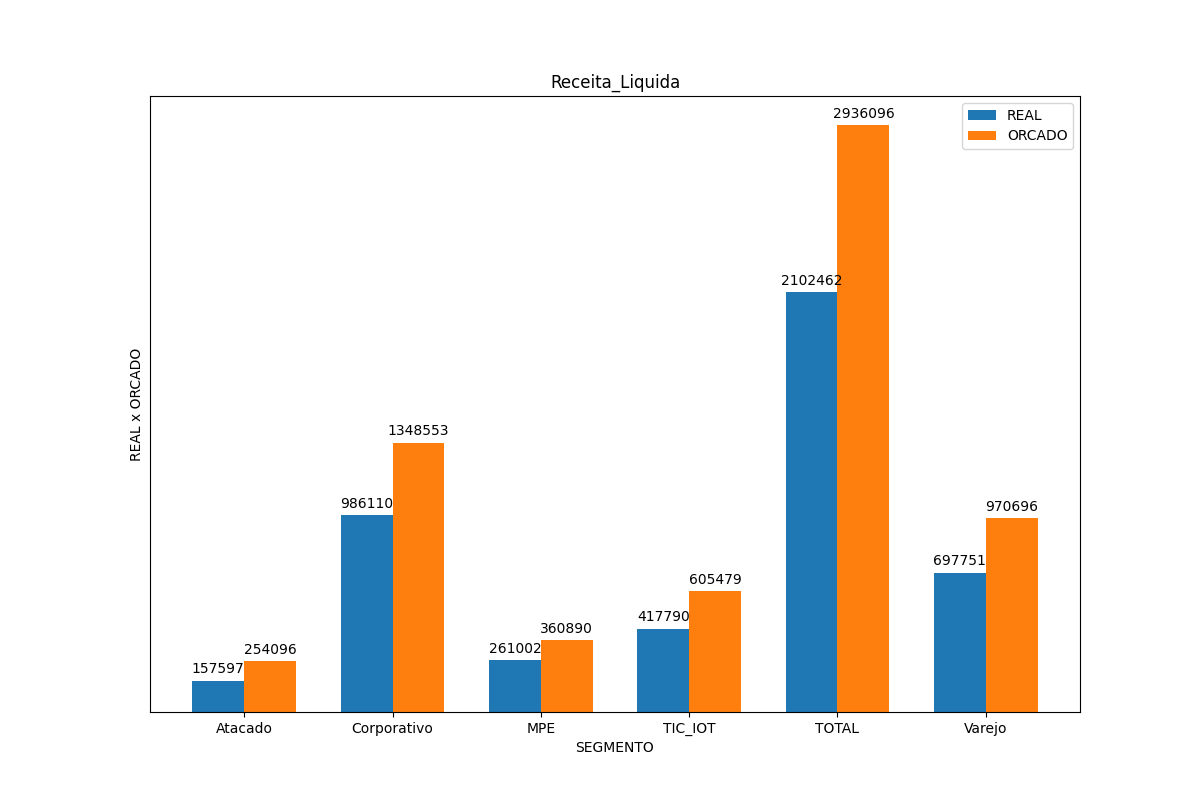 Receita_Liquida
REAL
ORCADO
2936096
2102462
1348553
986110
970696
697751
605479
417790
360890
261002
254096
157597
REAL x ORCADO
Atacado Corporativo MPE TIC_IOT TOTAL Varejo
SEGMENTO